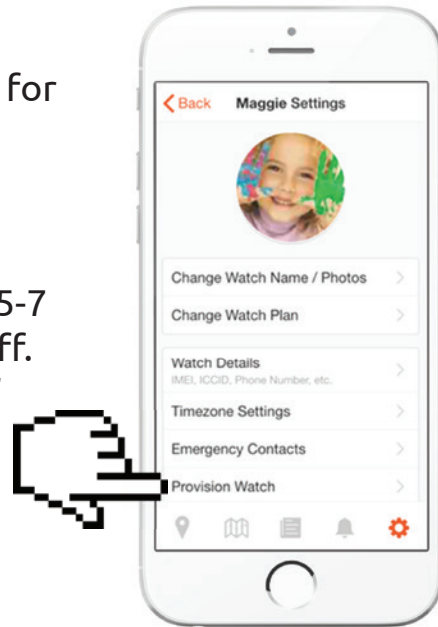 for
5-7
ff.
Back Maggie Settings
Change Watch Name / Photos
Change Watch Plan
Watch Details
IMEI, ICCID, Phone Number, etc.
Timezone Settings
Emergency Contacts
Provision Watch